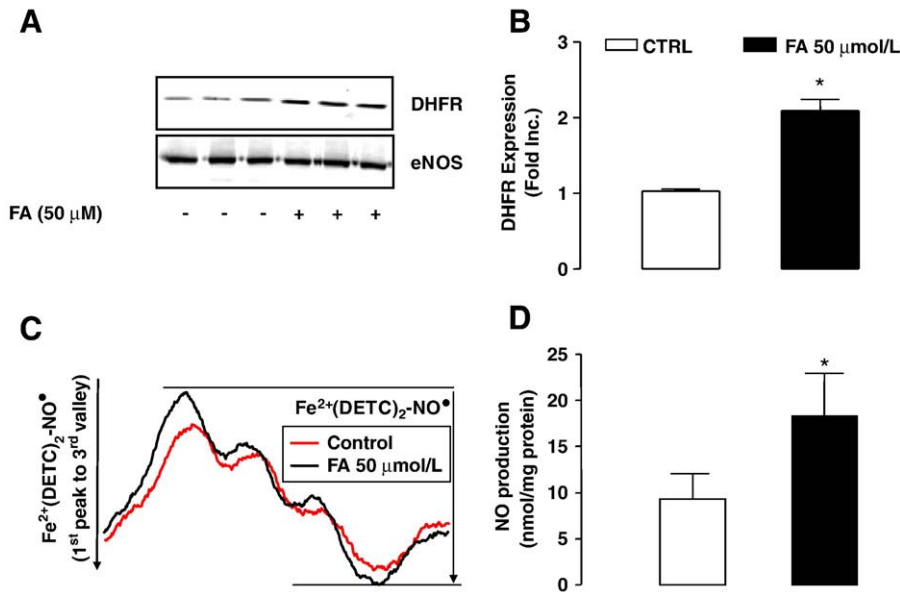 A
DHFR
eNOS
FA (50 μM)
- - - + + +
B
3
2
1
0
DHFR Expression
(Fold Inc.)
CTRL
FA 50 μmol/L
*
C
Fe²⁺(DETC)₂-NO•
(1ˢᵗ peak to 3ʳᵈ valley)
Fe²⁺(DETC)₂-NO•
Control
FA 50 μmol/L
D
25
20
15
10
5
0
NO production
(nmol/mg protein)
*